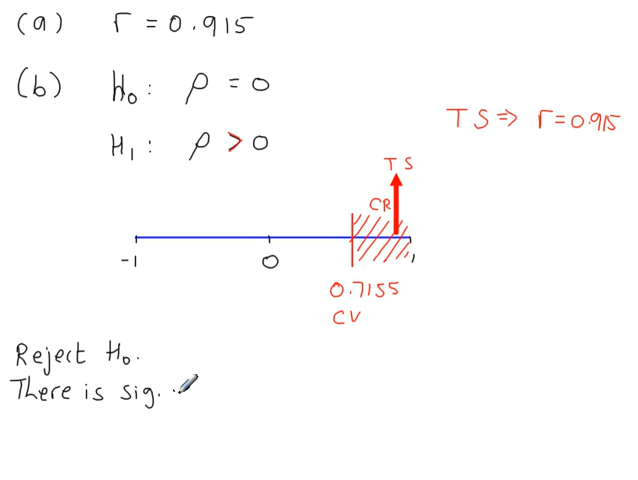 (a) r = 0.915
(b) H₀: ρ = 0
H₁: ρ > 0
TS ⇒ r = 0.915
TS
CR
-1 0 1
0.7155
CV
Reject H₀.
There is sig.